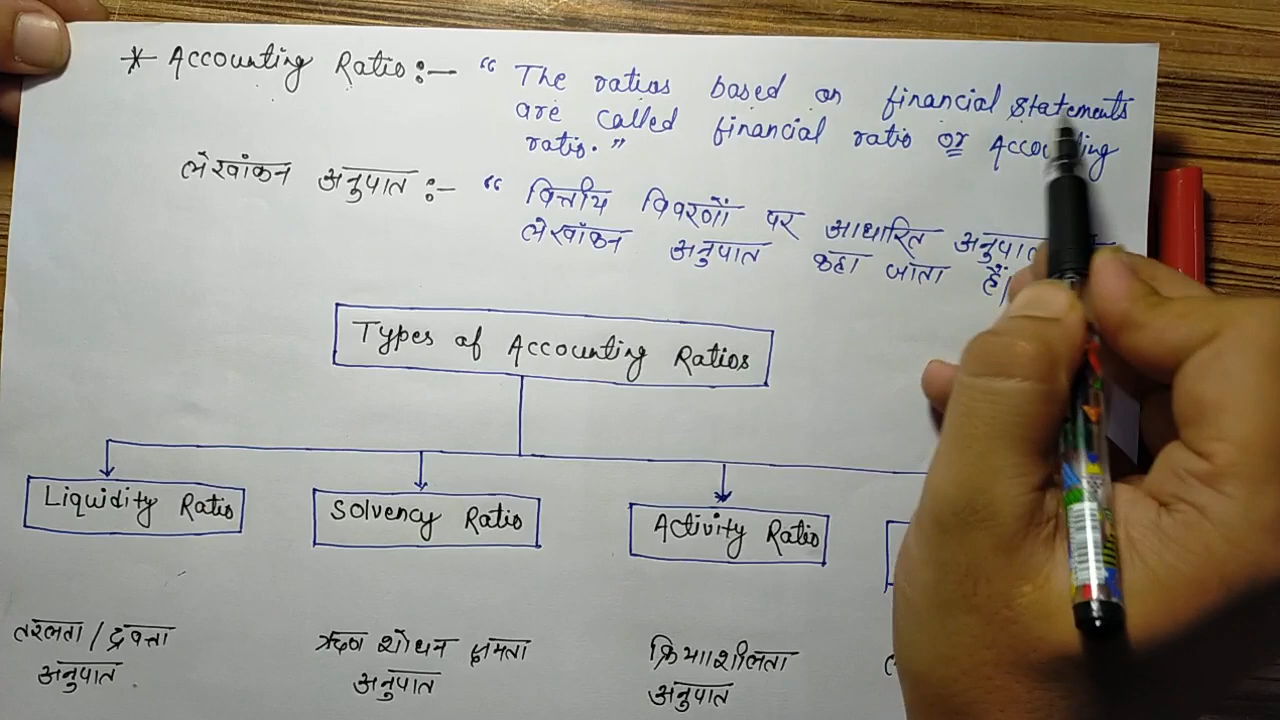 * Accounting Ratio:— “ The ratios based on financial statements
are called financial ratio or Accounting
ratio.”
लेखांकन अनुपात :- “ वित्तीय विवरणों पर आधारित अनुपात
लेखांकन अनुपात कहा जाता हैं।
Types of Accounting Ratios
Liquidity Ratio Solvency Ratio Activity Ratio
तरलता / द्रवत्ता ऋण शोधन क्षमता क्रियाशीलता
अनुपात अनुपात अनुपात